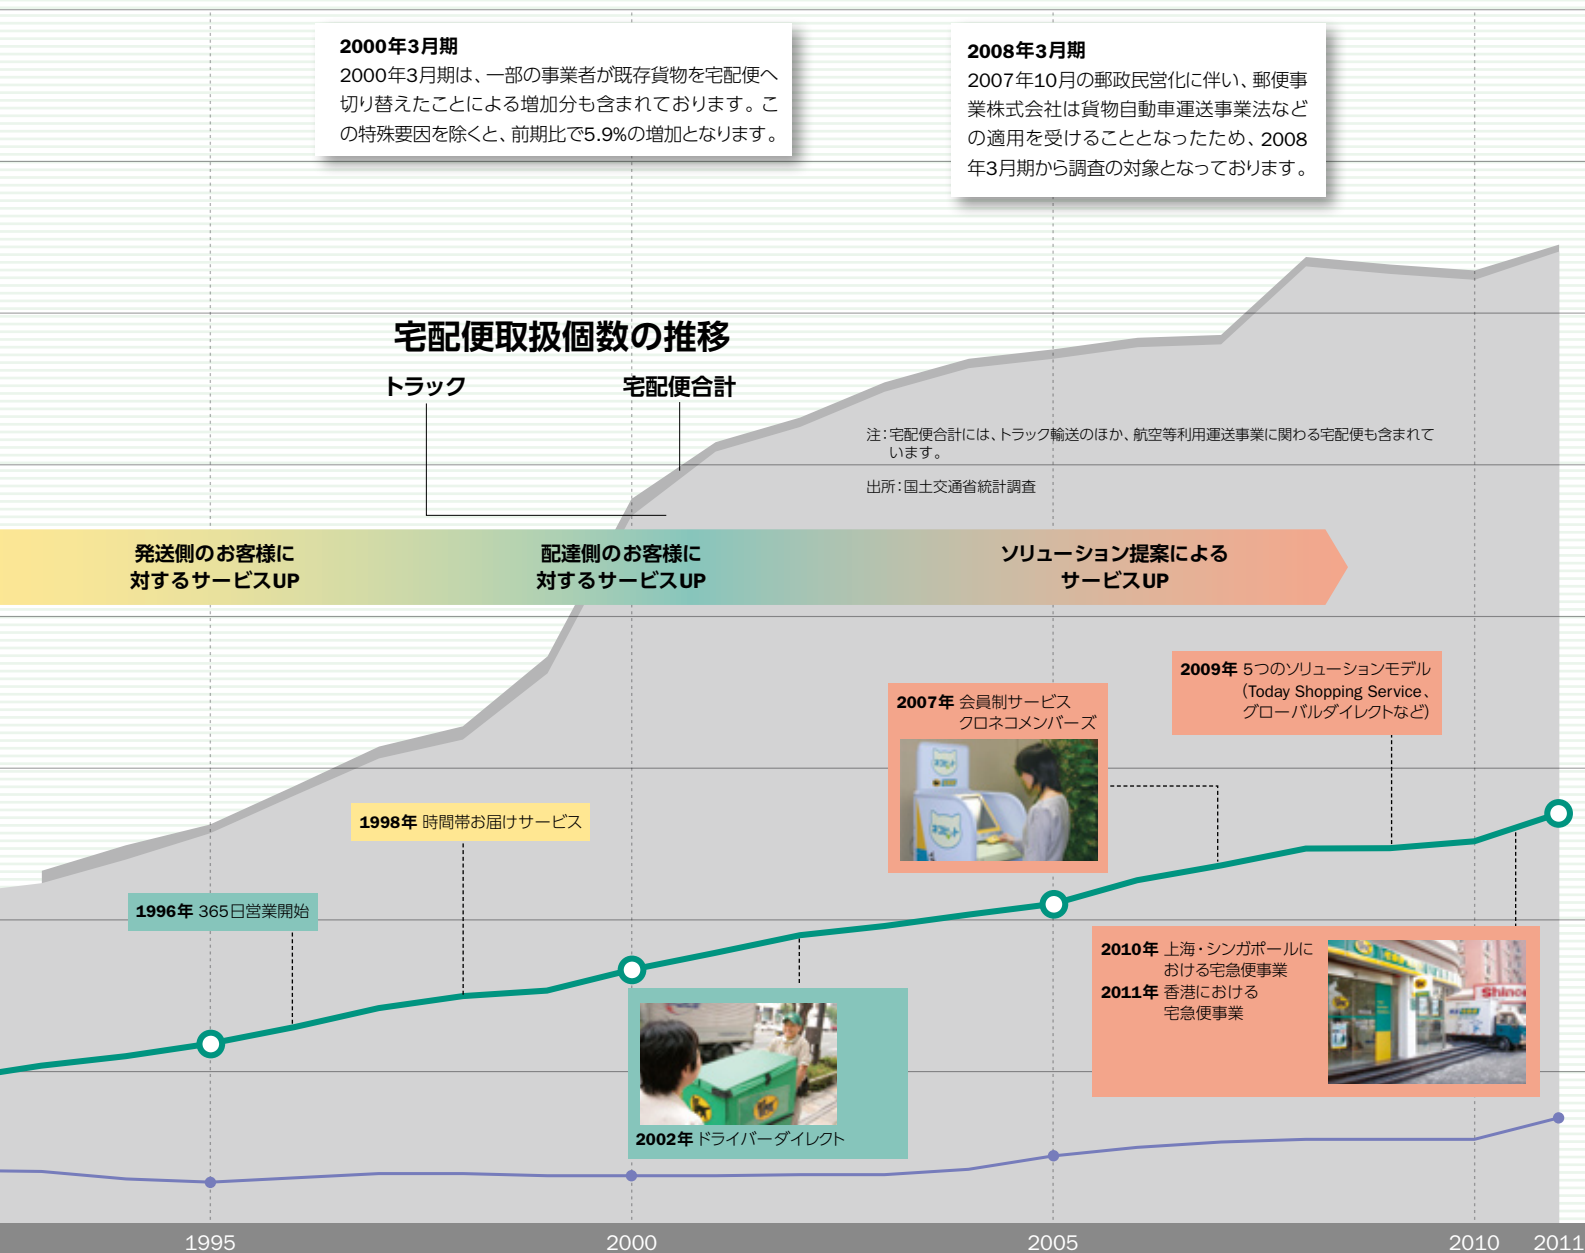 2000年3月期
2000年3月期は、一部の事業者が既存貨物を宅配便へ
切り替えたことによる増加分も含まれております。こ
の特殊要因を除くと、前期比で5.9%の増加となります。
2008年3月期
2007年10月の郵政民営化に伴い、郵便事
業株式会社は貨物自動車運送事業法など
の適用を受けることとなったため、2008
年3月期から調査の対象となっております。
宅配便取扱個数の推移
トラック
宅配便合計
注：宅配便合計には、トラック輸送のほか、航空等利用運送事業に関わる宅配便も含まれて
います。
出所：国土交通省統計調査
発送側のお客様に
対するサービスUP
配達側のお客様に
対するサービスUP
ソリューション提案による
サービスUP
2009年 5つのソリューションモデル
（Today Shopping Service、
グローバルダイレクトなど）
2007年 会員制サービス
クロネコメンバーズ
1998年 時間帯お届けサービス
1996年 365日営業開始
2010年 上海・シンガポールに
おける宅急便事業
2011年 香港における
宅急便事業
2002年 ドライバーダイレクト
1995
2000
2005
2010
2011